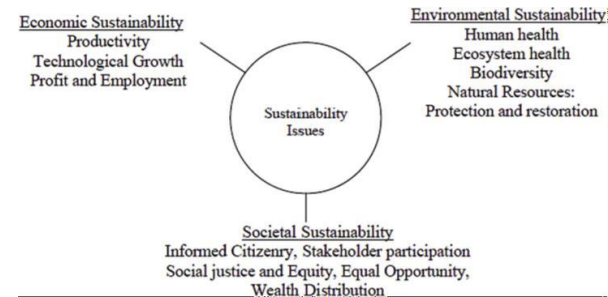 Economic Sustainability
Productivity
Technological Growth
Profit and Employment
Environmental Sustainability:
Human health
Ecosystem health
Biodiversity
Natural Resources:
Protection and restoration
Sustainability
Issues
Societal Sustainability
Informed Citizenry, Stakeholder participation
Social justice and Equity, Equal Opportunity,
Wealth Distribution